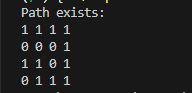 Path exists:
1 1 1 1
0 0 0 1
1 1 0 1
0 1 1 1